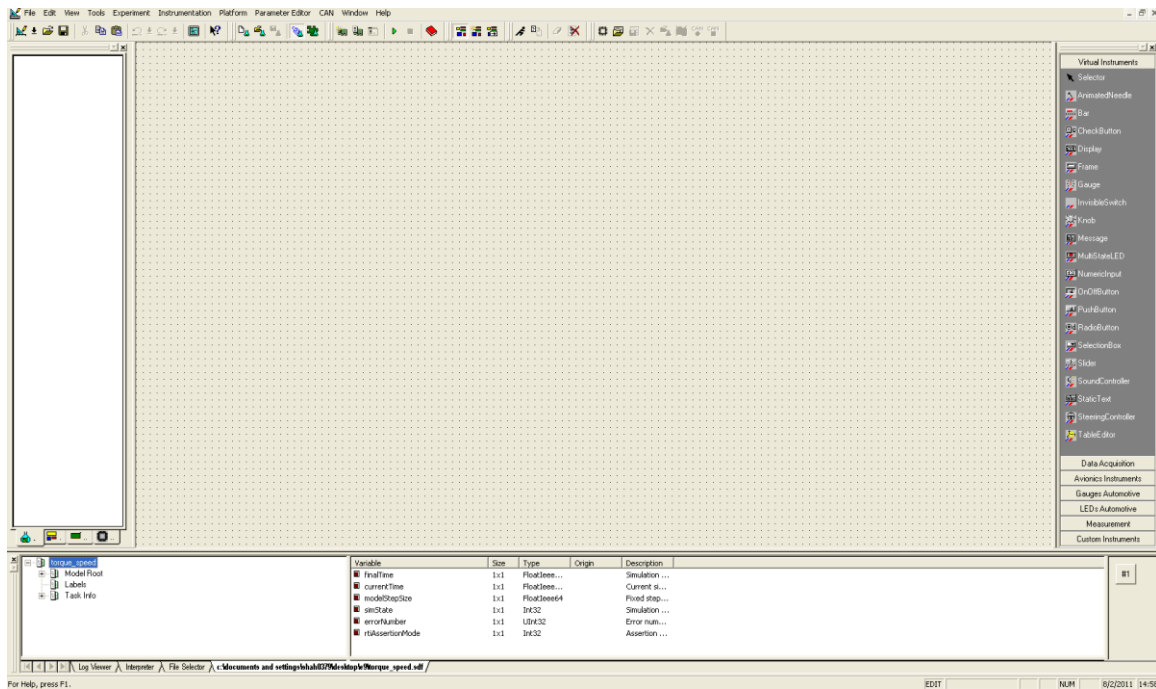 File Edit View Tools Experiment Instrumentation Platform Parameter Editor CAN Window Help
Virtual Instruments
Selector
AnimatedNeedle
Bar
CheckButton
Display
Frame
Gauge
InvisibleSwitch
Knob
Message
MultiStateLED
NumericInput
OnOffButton
PushButton
RadioButton
SelectionBox
Slider
SoundController
StaticText
SteeringController
TableEditor
Data Acquisition
Avionics Instruments
Gauges Automotive
LEDs Automotive
Measurement
Custom Instruments
torque_speed
Model Root
Labels
Task Info
Variable Size Type Origin Description
finalTime 1x1 FloatIeee... Simulation ...
currentTime 1x1 FloatIeee... Current si...
modelStepSize 1x1 FloatIeee64 Fixed step...
simState 1x1 Int32 Simulation ...
errorNumber 1x1 UInt32 Error num...
rtiAssertionMode 1x1 Int32 Assertion ...
#1
Log Viewer Interpreter File Selector
For Help, press F1. EDIT NUM 8/2/2011 14:58